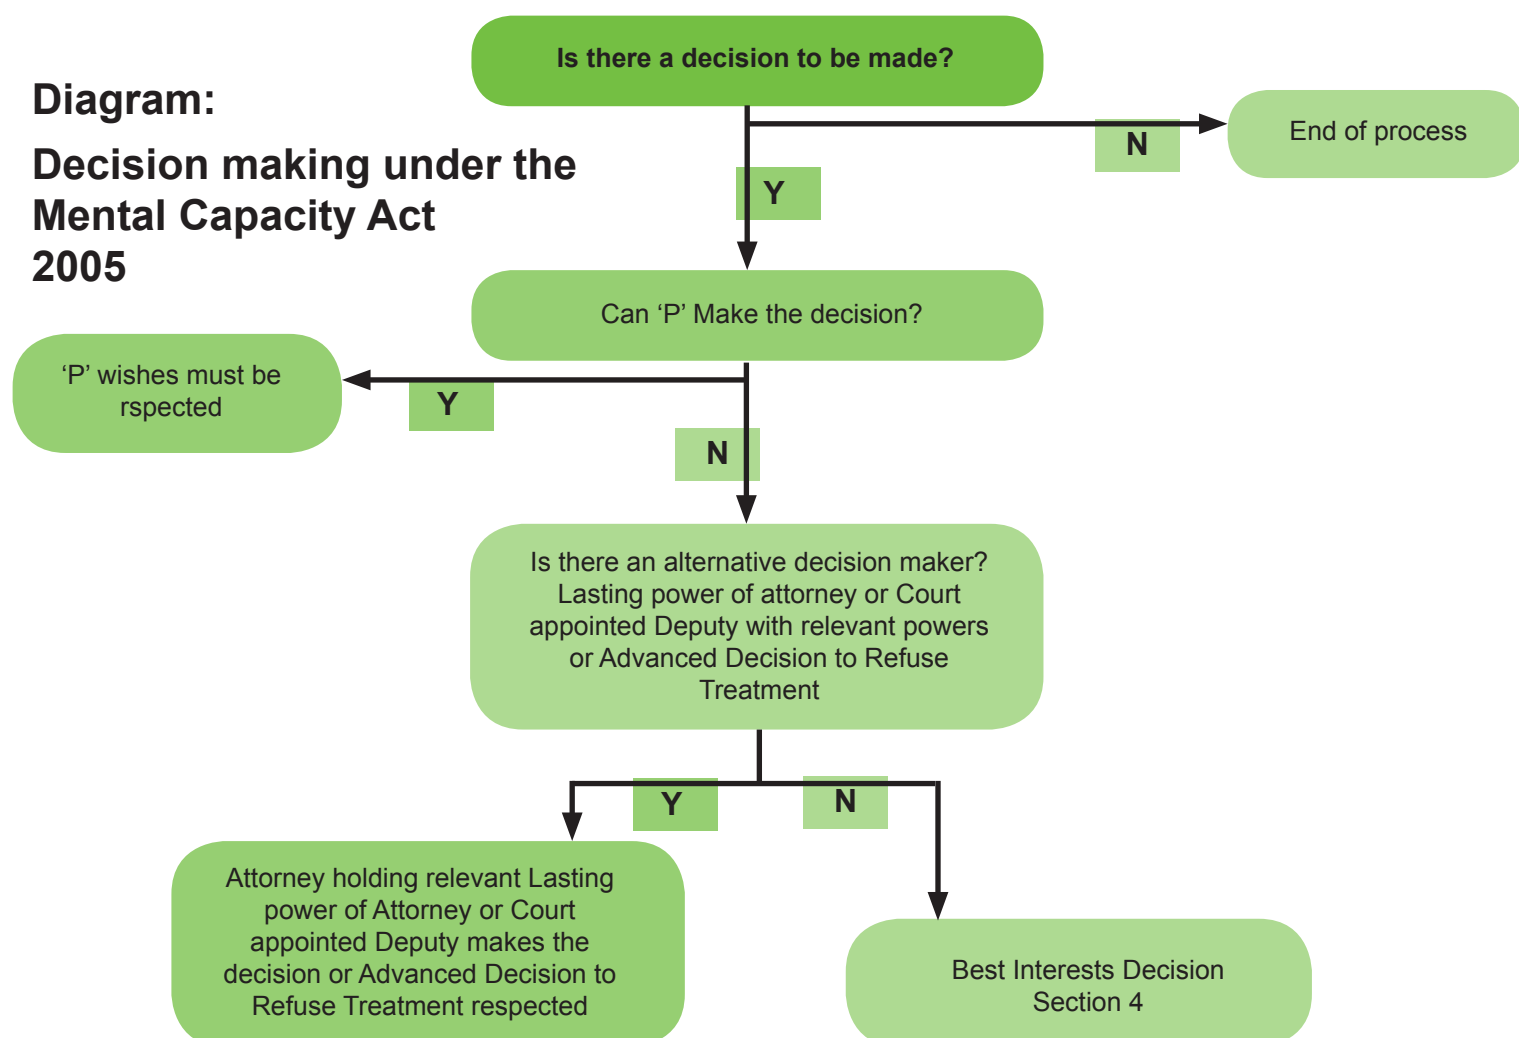 Diagram:
Decision making under the
Mental Capacity Act
2005
Is there a decision to be made?
N
End of process
Y
Can ‘P’ Make the decision?
Y
‘P’ wishes must be
rspected
N
Is there an alternative decision maker?
Lasting power of attorney or Court
appointed Deputy with relevant powers
or Advanced Decision to Refuse
Treatment
Y
N
Attorney holding relevant Lasting
power of Attorney or Court
appointed Deputy makes the
decision or Advanced Decision to
Refuse Treatment respected
Best Interests Decision
Section 4